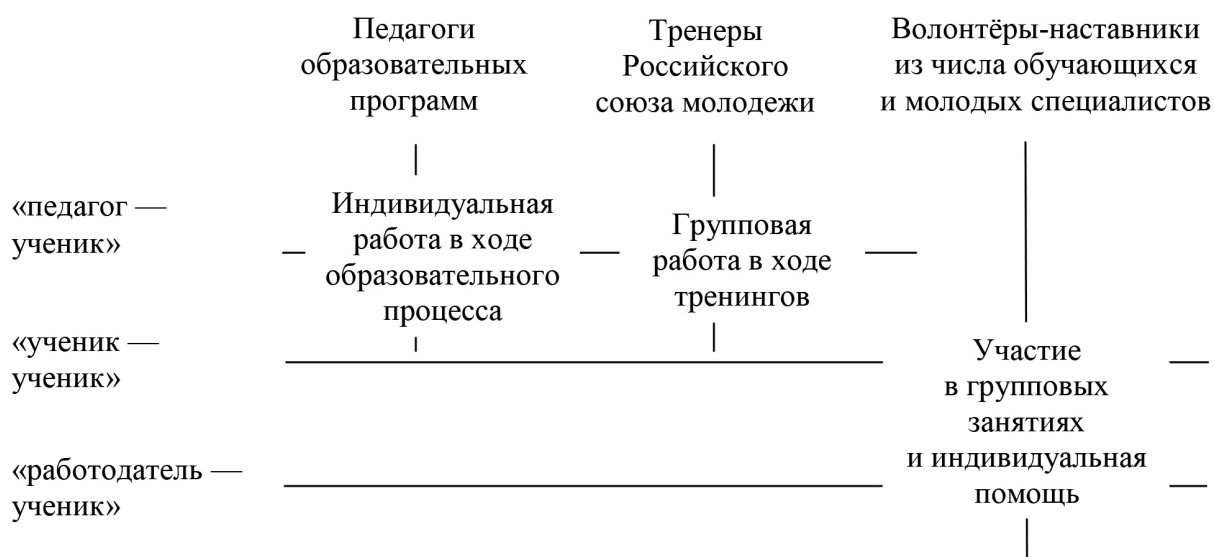 Педагоги
образовательных
программ
Тренеры
Российского
союза молодежи
Волонтёры-наставники
из числа обучающихся
и молодых специалистов
«педагог —
ученик»
Индивидуальная
работа в ходе
образовательного
процесса
Групповая
работа в ходе
тренингов
«ученик —
ученик»
Участие
в групповых
занятиях
и индивидуальная
помощь
«работодатель —
ученик»